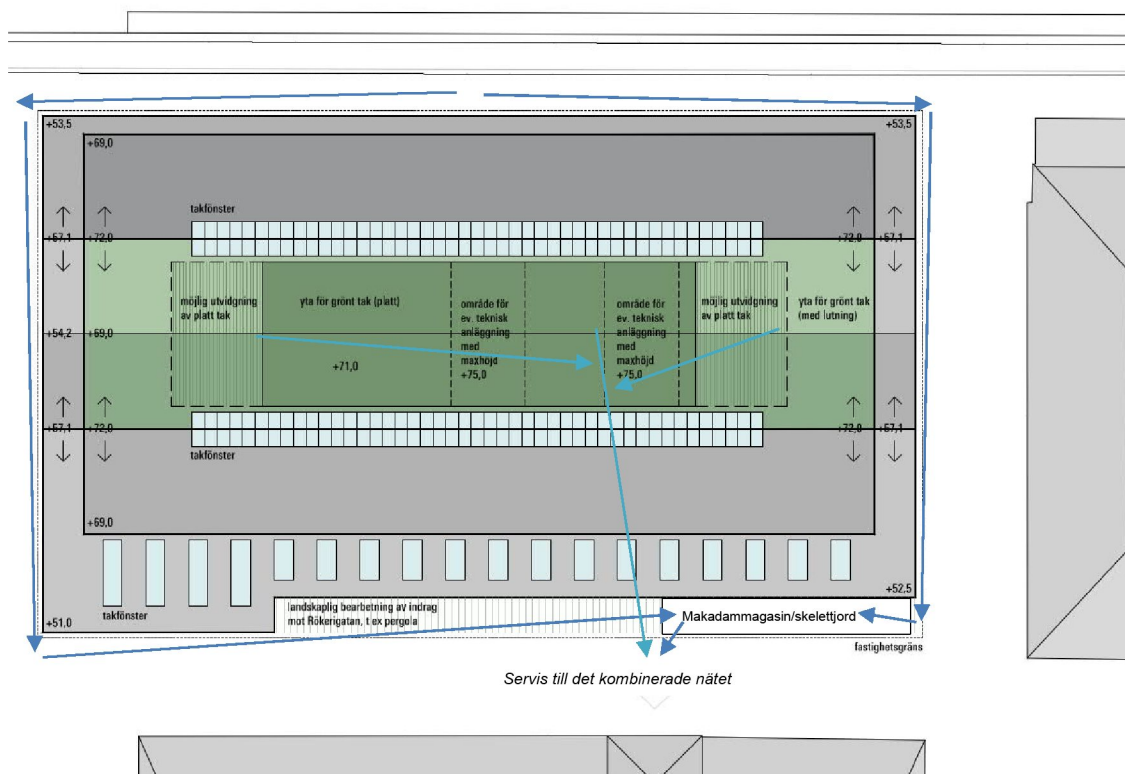 +53,5
+53,5
+69,0
takfönster
+57,1
+72,0
+72,0
+57,1
möjlig utvidgning
av platt tak
yta för grönt tak (platt)
område för
ev. teknisk
anläggning
med
maxhöjd
+75,0
område för
ev. teknisk
anläggning
med
maxhöjd
+75,0
möjlig utvidgning
av platt tak
yta för grönt tak
(med lutning)
+54,2
+69,0
+71,0
+57,1
+72,0
+72,0
+57,1
takfönster
+69,0
+52,5
takfönster
+51,0
landskaplig bearbetning av indrag
mot Rökerigatan, t ex pergola
Makadammagasin/skelettjord
fastighetsgräns
Servis till det kombinerade nätet